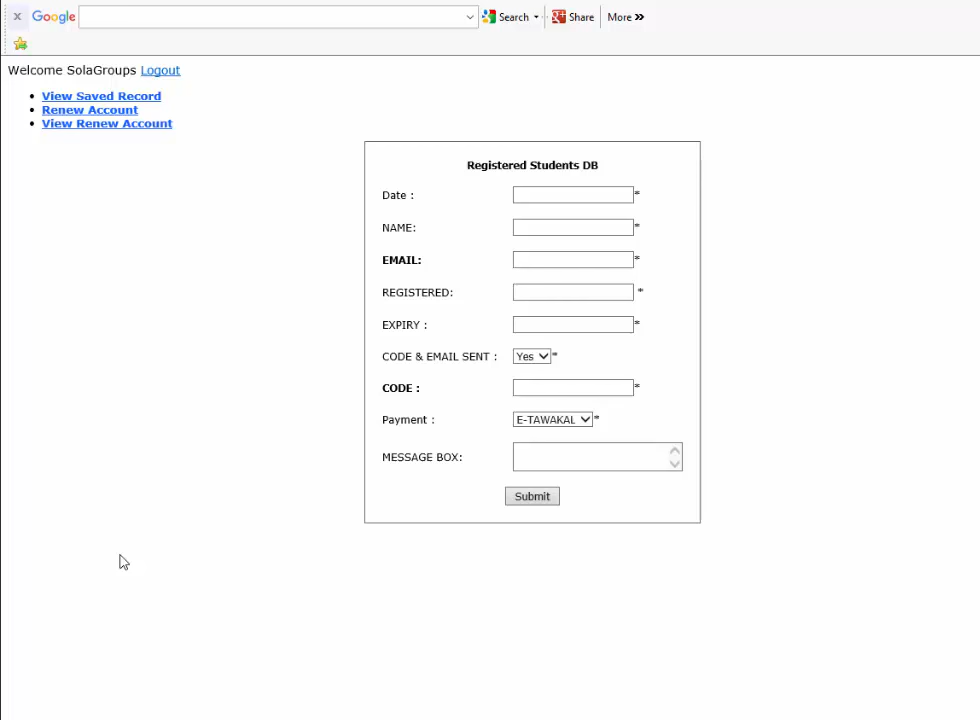 x Google Search Share More »
Welcome SolaGroups Logout
• View Saved Record
• Renew Account
• View Renew Account
Registered Students DB
Date : *
NAME: *
EMAIL: *
REGISTERED: *
EXPIRY : *
CODE & EMAIL SENT : Yes *
CODE : *
Payment : E-TAWAKAL *
MESSAGE BOX:
Submit